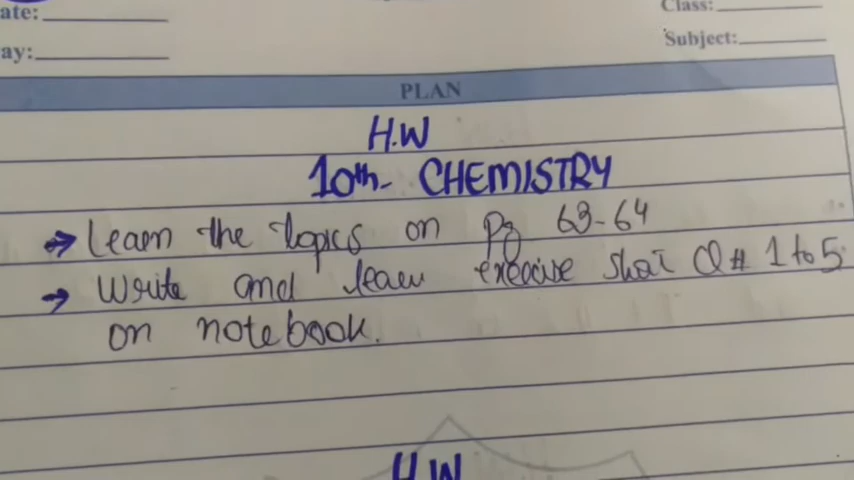 ate:
Class:
ay:
Subject:
PLAN
H.W
10th- CHEMISTRY
→ Learn the topics on Pg 63-64
→ Write and learn exercise short Q # 1 to 5
on notebook.
H.W